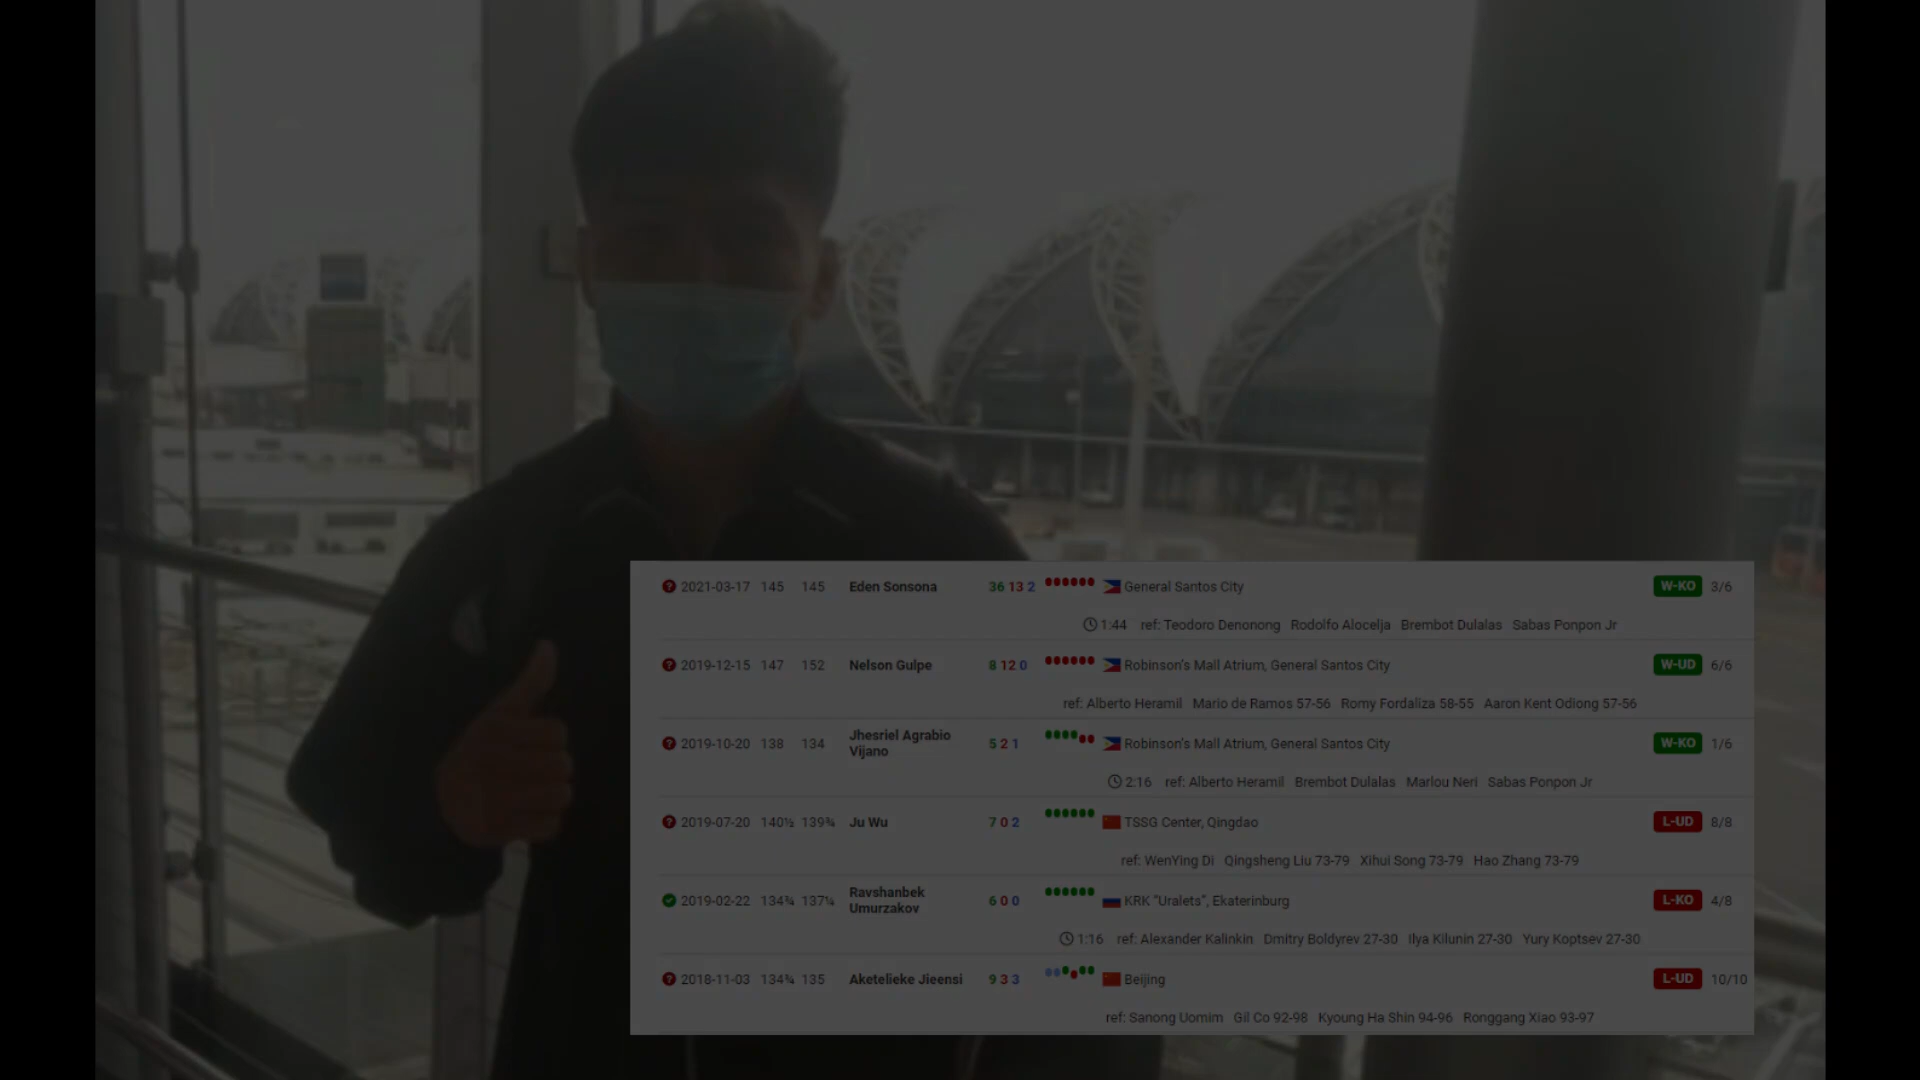 2021-03-17 145 145 Eden Sonsona 36 13 2 General Santos City W-KO 3/6
1:44 ref: Teodoro Denonong Rodolfo Alocelja Brembot Dulalas Sabas Ponpon Jr
2019-12-15 147 152 Nelson Gulpe 8 12 0 Robinson's Mall Atrium, General Santos City W-UD 6/6
ref: Alberto Heramil Mario de Ramos 57-56 Romy Fordaliza 58-55 Aaron Kent Odiong 57-56
2019-10-20 138 134 Jhesriel Agrabio Vijano 5 2 1 Robinson's Mall Atrium, General Santos City W-KO 1/6
2:16 ref: Alberto Heramil Brembot Dulalas Marlou Neri Sabas Ponpon Jr
2019-07-20 140½ 139¾ Ju Wu 7 0 2 TSSG Center, Qingdao L-UD 8/8
ref: WenYing Di Qingsheng Liu 73-79 Xihui Song 73-79 Hao Zhang 73-79
2019-02-22 134¾ 137¼ Ravshanbek Umurzakov 6 0 0 KRK "Uralets", Ekaterinburg L-KO 4/8
1:16 ref: Alexander Kalinkin Dmitry Boldyrev 27-30 Ilya Kilunin 27-30 Yury Koptsev 27-30
2018-11-03 134¾ 135 Aketelieke Jieensi 9 3 3 Beijing L-UD 10/10
ref: Sanong Uomim Gil Co 92-98 Kyoung Ha Shin 94-96 Ronggang Xiao 93-97